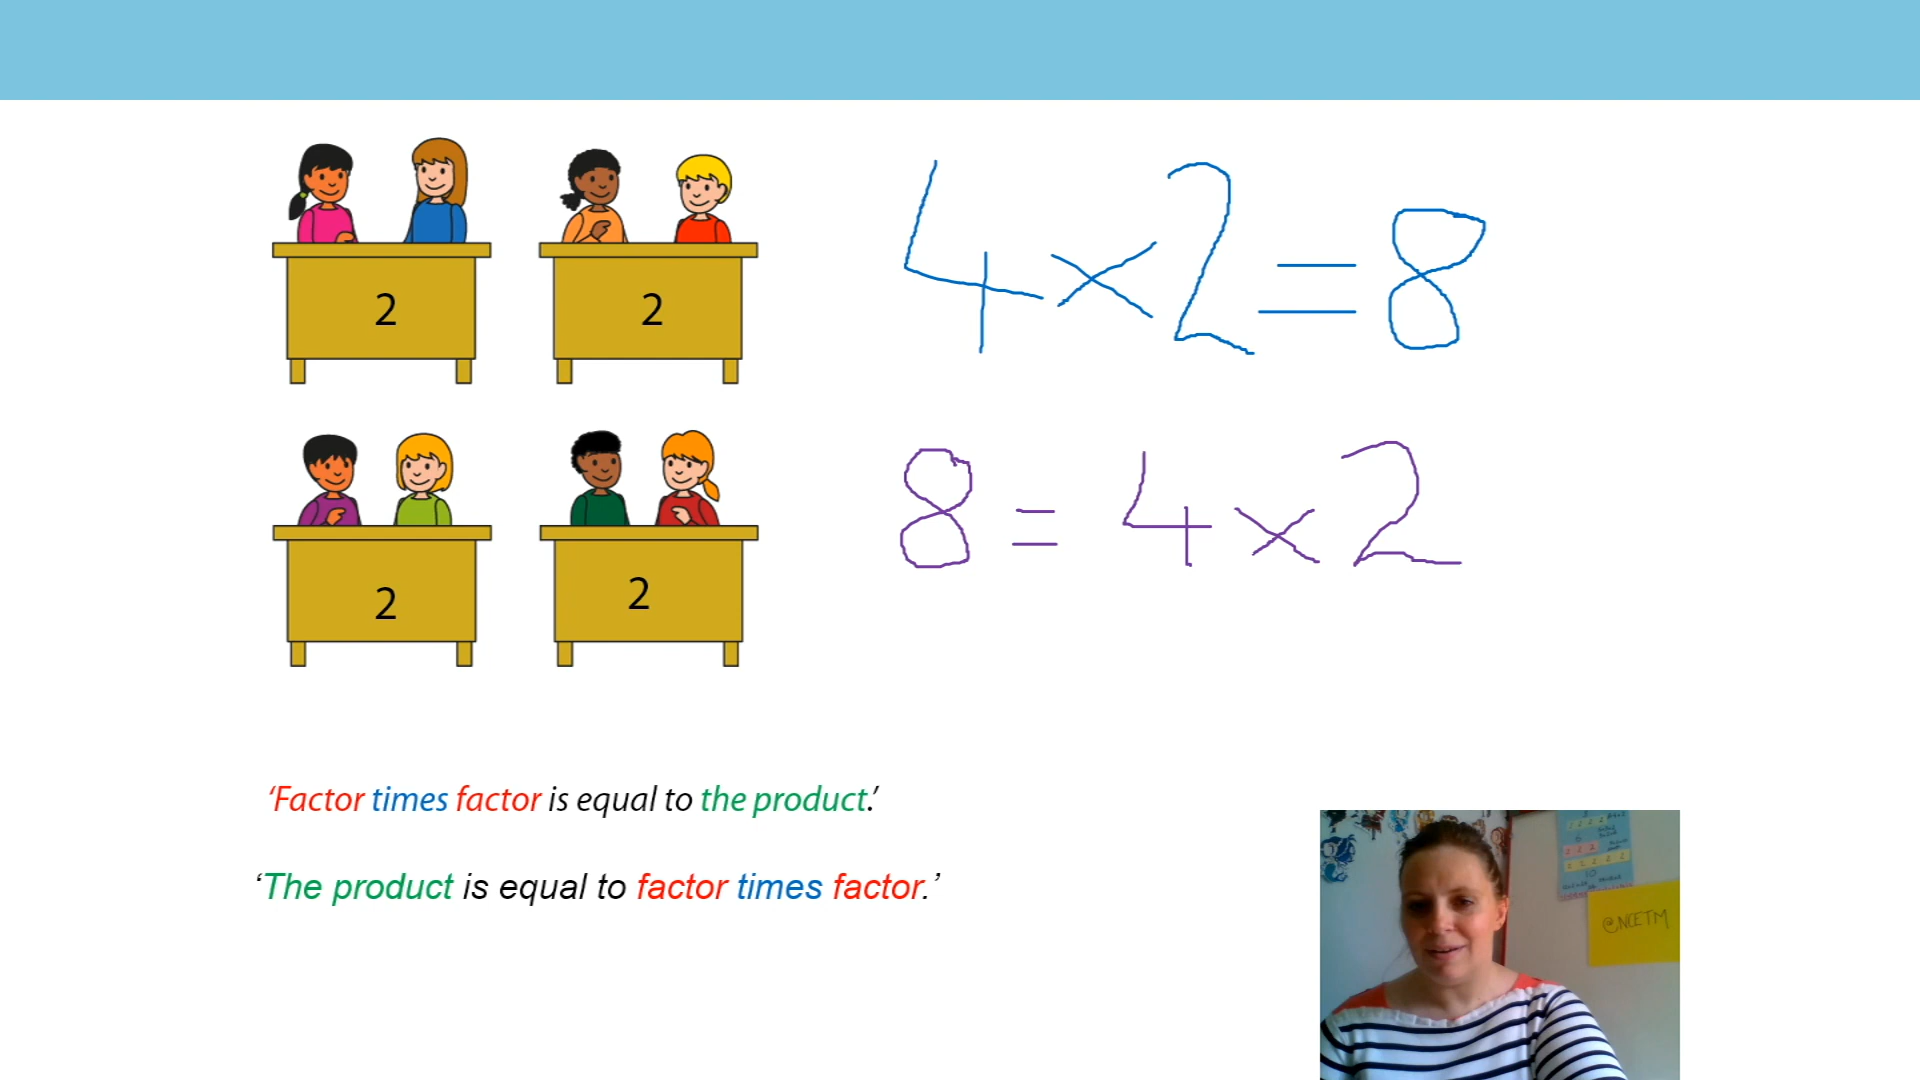 2
2
4 × 2 = 8
2
2
8 = 4 × 2
‘Factor times factor is equal to the product.’
‘The product is equal to factor times factor.’
@NCETM